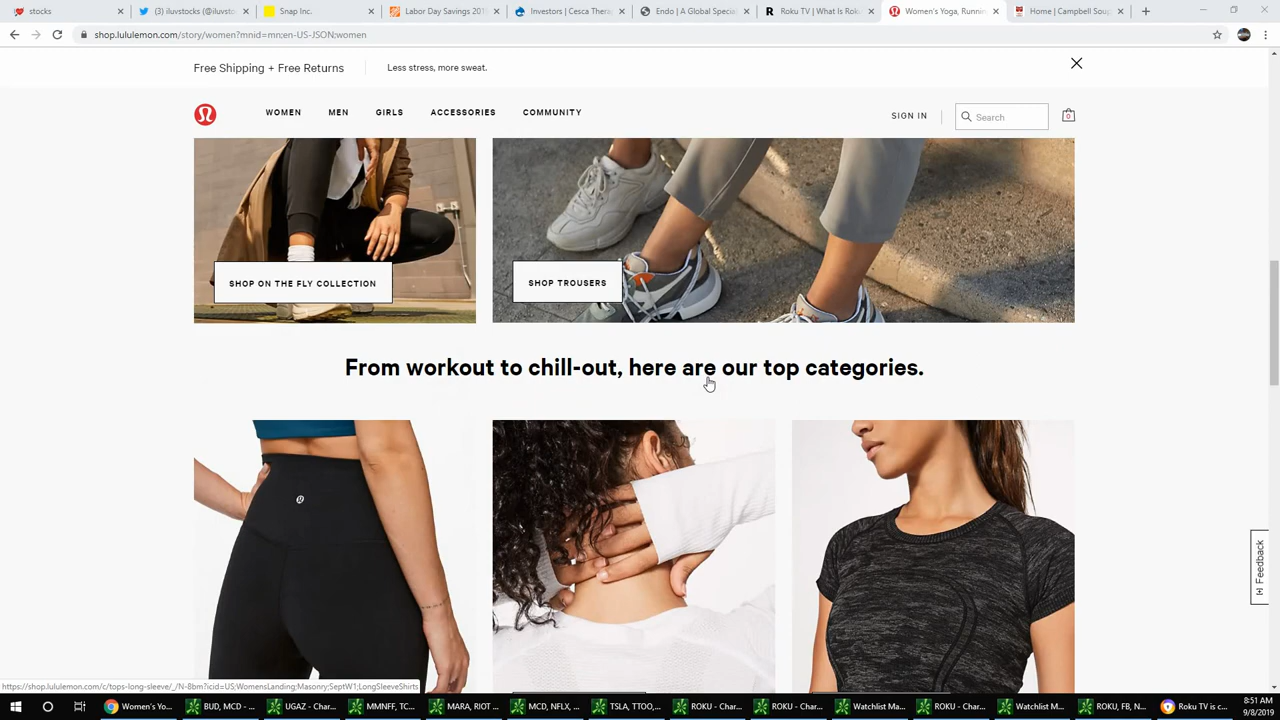 stocks
iluvstocks (@iluvsto
Snap Inc.
Labor Day Savings 201
Investors | Cesca Thera
Endo | A Global Special
Roku TV | What Is Roku
Women's Yoga, Runnin
Home | Campbell Soup
shop.lululemon.com/story/women?mnid=mn;en-US-JSON;women
Free Shipping + Free Returns
Less stress, more sweat.
WOMEN
MEN
GIRLS
ACCESSORIES
COMMUNITY
SIGN IN
Search
0
SHOP ON THE FLY COLLECTION
SHOP TROUSERS
From workout to chill-out, here are our top categories.
[+] Feedback
https://shop.lululemon.com/c/tops-long-sleeve/_/N-8bm?icid=US;WomensLanding;Masonry;SeptW1;LongSleeveShirts
Women's Yo...
BUD, MCD - ...
UGAZ, CHK...
MMNFF, TC...
MARA, RIOT ...
MCD, NFLX, ...
TSLA, TTOO,...
ROKU - Char...
ROKU - Char...
Watchlist Ma...
ROKU - Char...
Watchlist Ma...
ROKU, FB, N...
Roku TV is c...
8:51 AM
9/8/2019